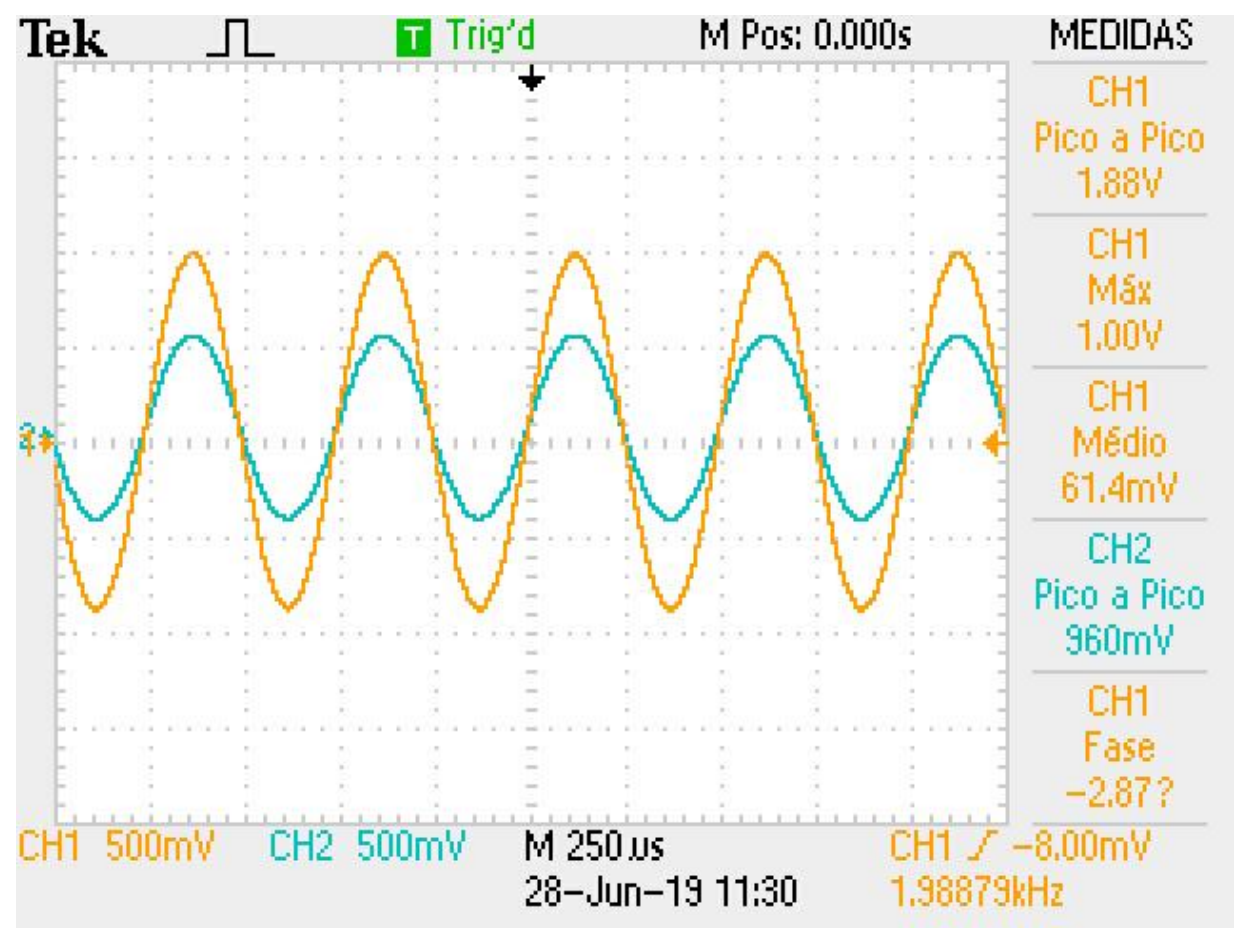 Tek T Trig'd M Pos: 0.000s MEDIDAS
CH1
Pico a Pico
1.88V
CH1
Máx
1.00V
CH1
Médio
61.4mV
CH2
Pico a Pico
960mV
CH1
Fase
-2.87?
CH1 500mV CH2 500mV M 250us CH1 -8.00mV
28-Jun-19 11:30 1.98879kHz